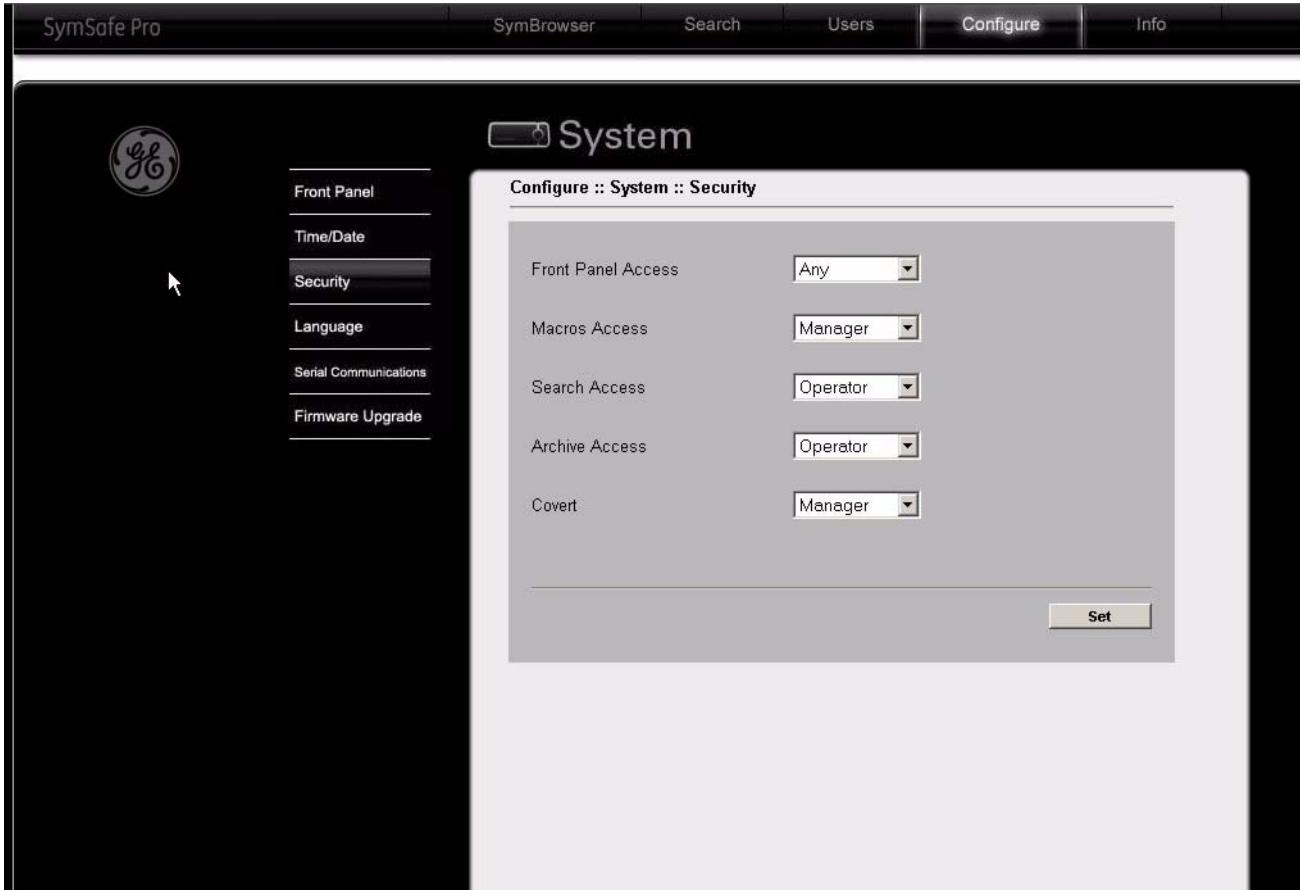 SymSafe Pro SymBrowser Search Users Configure Info
GE
System
Front Panel
Time/Date
Security
Language
Serial Communications
Firmware Upgrade
Configure :: System :: Security
Front Panel Access Any
Macros Access Manager
Search Access Operator
Archive Access Operator
Covert Manager
Set